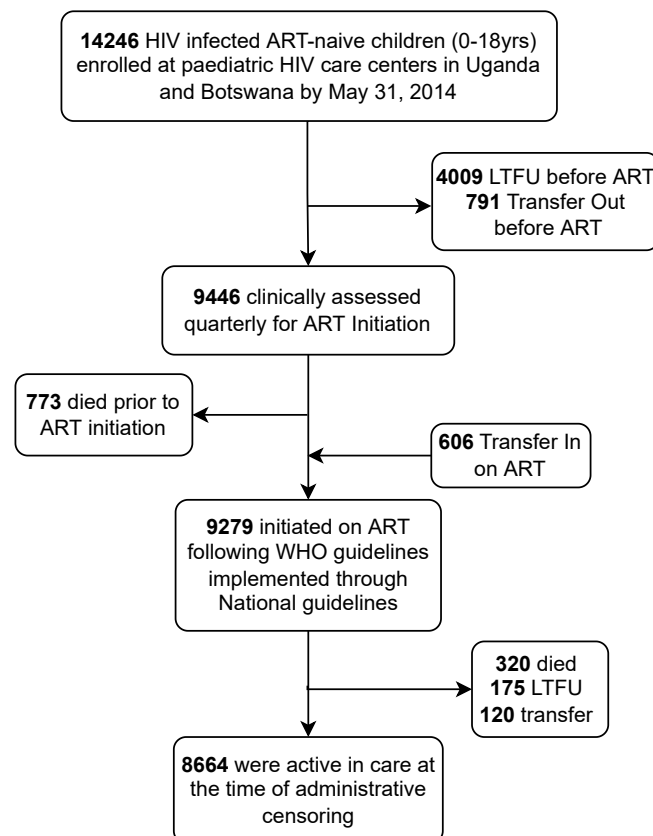 14246 HIV infected ART-naive children (0-18yrs)
enrolled at paediatric HIV care centers in Uganda
and Botswana by May 31, 2014
4009 LTFU before ART
791 Transfer Out
before ART
9446 clinically assessed
quarterly for ART Initiation
773 died prior to
ART initiation
606 Transfer In
on ART
9279 initiated on ART
following WHO guidelines
implemented through
National guidelines
320 died
175 LTFU
120 transfer
8664 were active in care at
the time of administrative
censoring